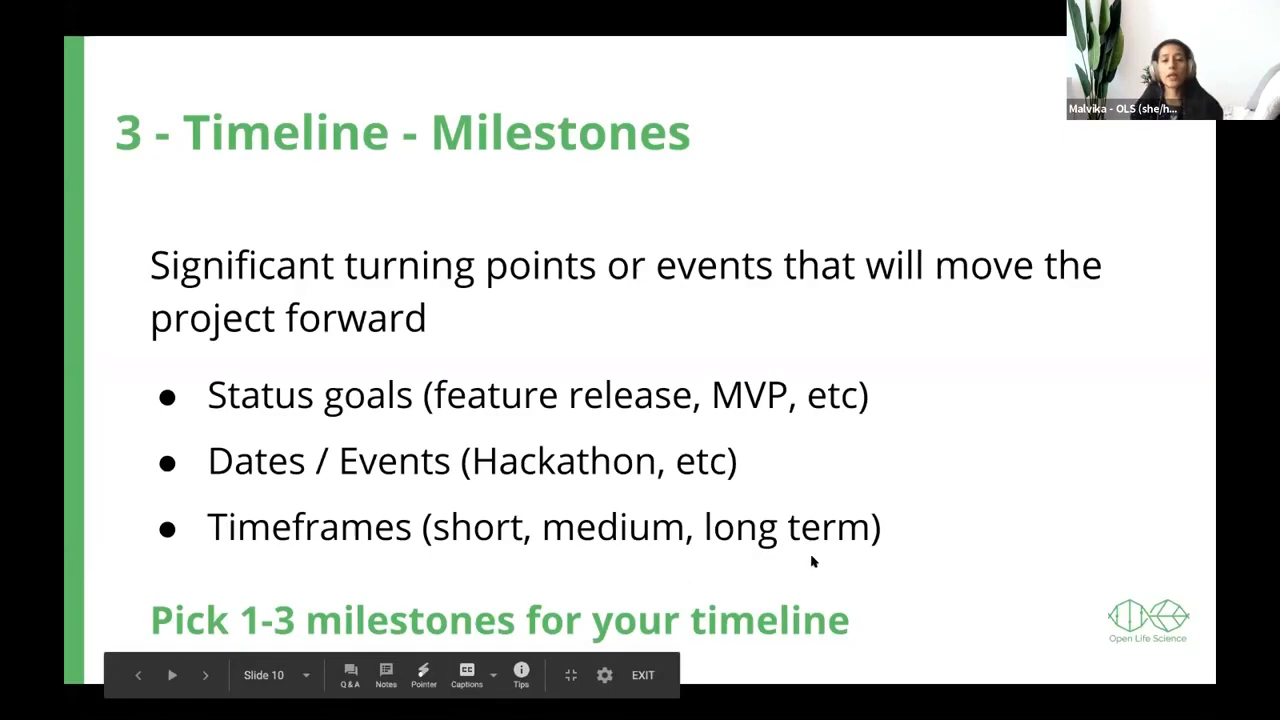 Malvika - OLS (she/h...
3 - Timeline - Milestones
Significant turning points or events that will move the
project forward
● Status goals (feature release, MVP, etc)
● Dates / Events (Hackathon, etc)
● Timeframes (short, medium, long term)
Pick 1-3 milestones for your timeline
Open Life Science
Slide 10
Q & A Notes Pointer Captions Tips
EXIT